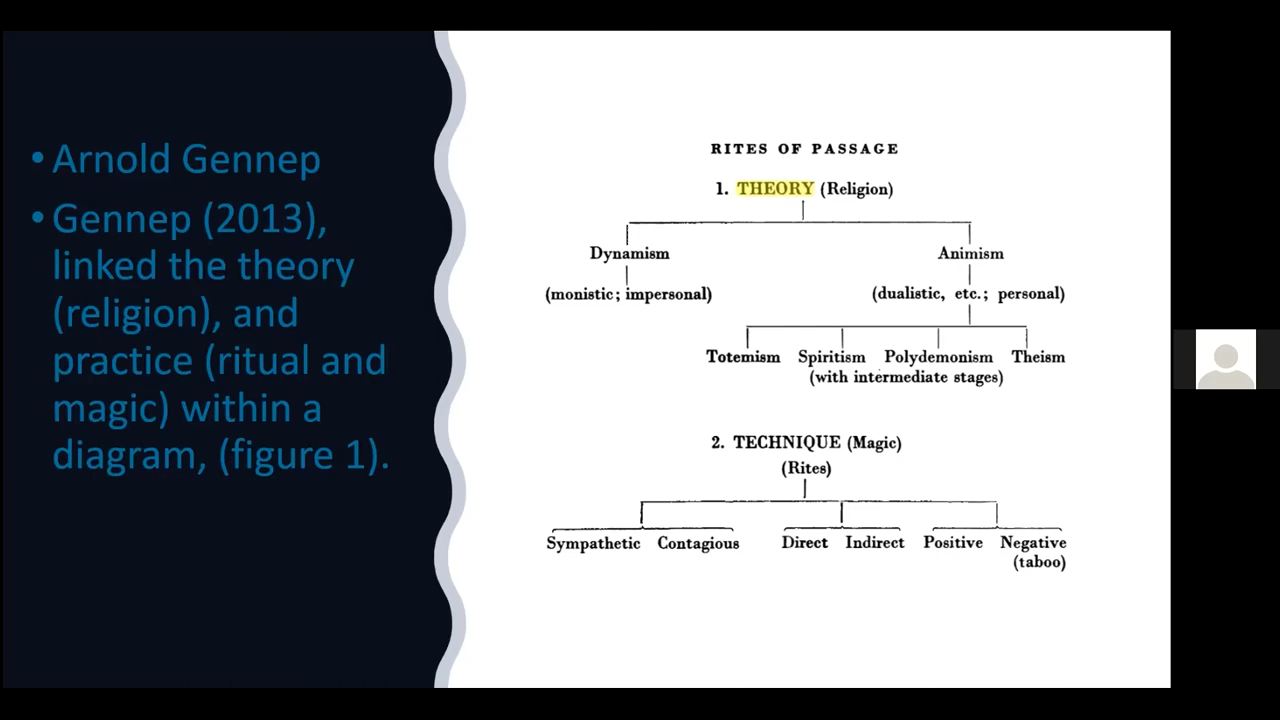 • Arnold Gennep
• Gennep (2013),
linked the theory
(religion), and
practice (ritual and
magic) within a
diagram, (figure 1).
RITES OF PASSAGE
1. THEORY (Religion)
Dynamism Animism
(monistic; impersonal) (dualistic, etc.; personal)
Totemism Spiritism Polydemonism Theism
(with intermediate stages)
2. TECHNIQUE (Magic)
(Rites)
Sympathetic Contagious Direct Indirect Positive Negative
(taboo)